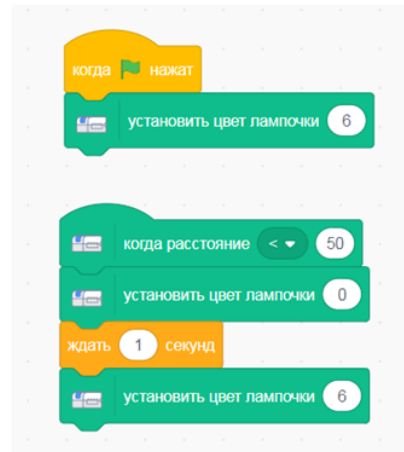 когда нажат
установить цвет лампочки 6
когда расстояние < 50
установить цвет лампочки 0
ждать 1 секунд
установить цвет лампочки 6